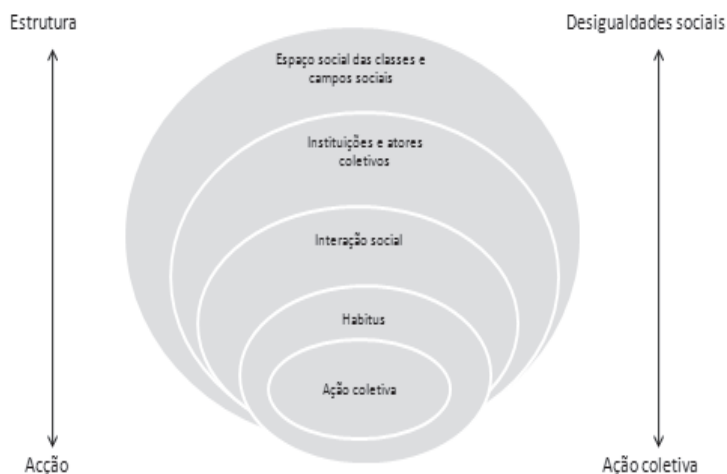 Estrutura
Desigualdades sociais
Espaço social das classes e
campos sociais
Instituições e atores
coletivos
Interação social
Habitus
Ação coletiva
Acção
Ação coletiva